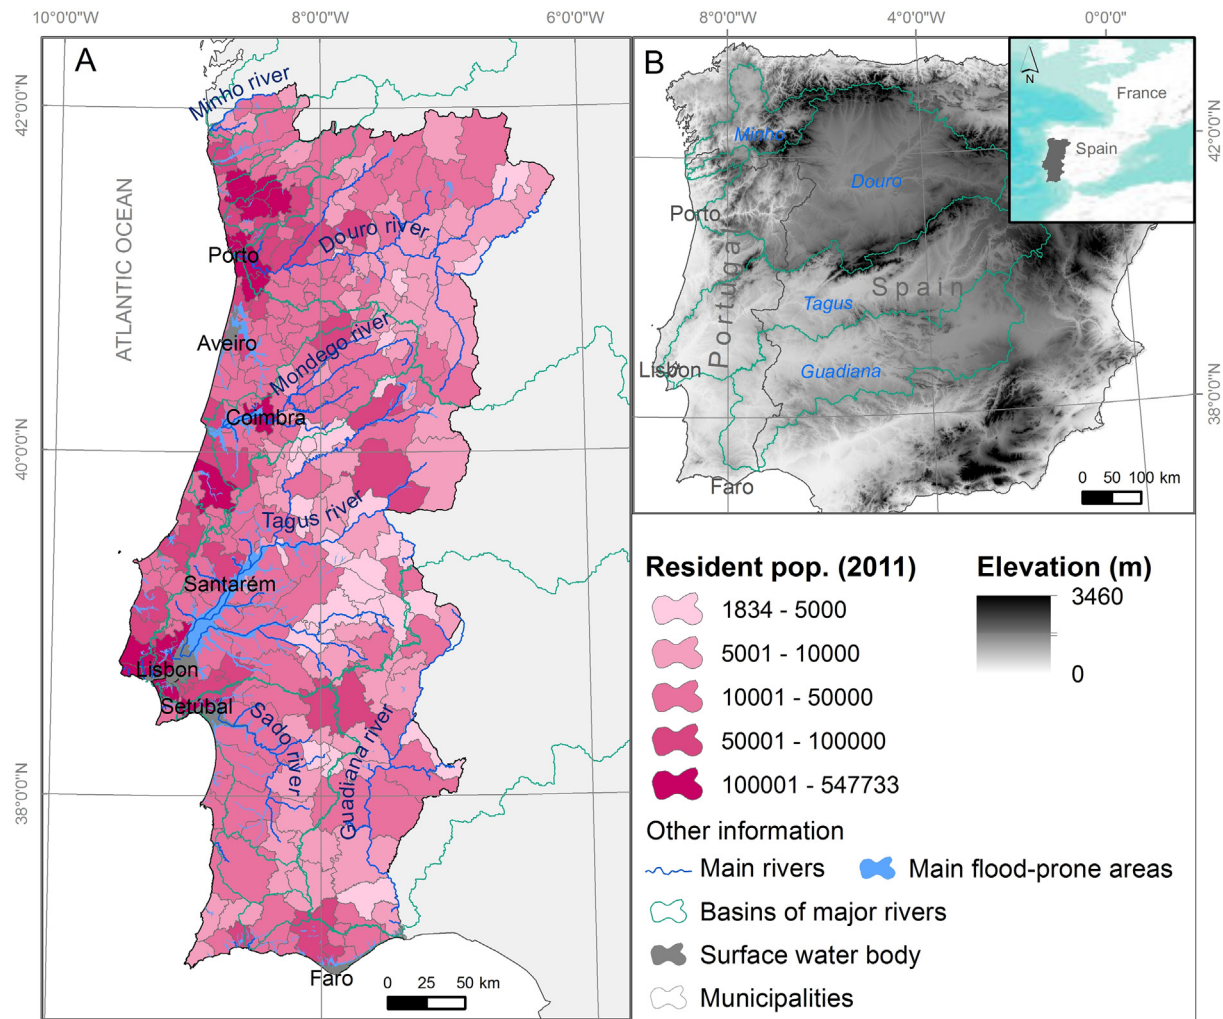 10°0'0"W
8°0'0"W
6°0'0"W
8°0'0"W
4°0'0"W
0°0'0"
42°0'0"N
40°0'0"N
38°0'0"N
42°0'0"N
38°0'0"N
A
ATLANTIC OCEAN
Minho river
Douro river
Porto
Aveiro
Mondego river
Coimbra
Tagus river
Santarém
Lisbon
Setúbal
Sado river
Guadiana river
Faro
0 25 50 km
B
Minho
Douro
Porto
Portugal
Spain
Tagus
Lisbon
Guadiana
Faro
0 50 100 km
N
France
Spain
Resident pop. (2011)
1834 - 5000
5001 - 10000
10001 - 50000
50001 - 100000
100001 - 547733
Elevation (m)
3460
0
Other information
Main rivers
Main flood-prone areas
Basins of major rivers
Surface water body
Municipalities